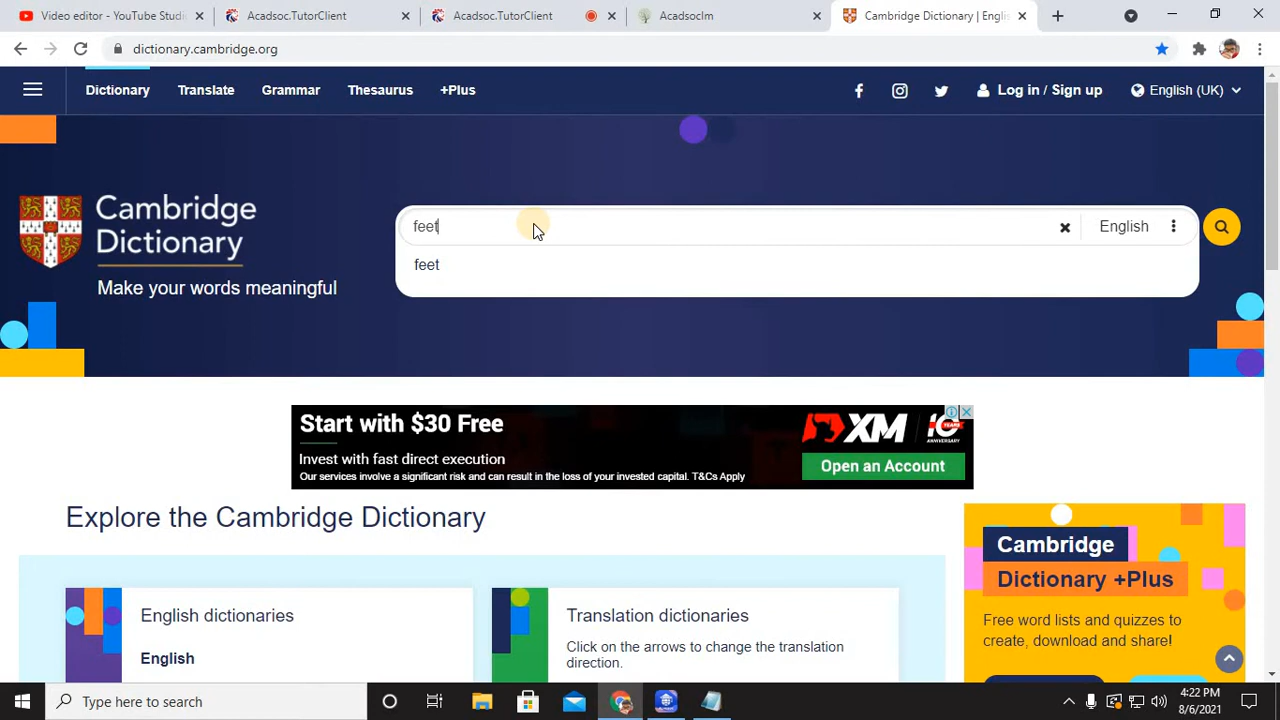 Video editor - YouTube Studi
Acadsoc.TutorClient
Acadsoc.TutorClient
AcadsocIm
Cambridge Dictionary | Englis
dictionary.cambridge.org
Dictionary
Translate
Grammar
Thesaurus
+Plus
Log in / Sign up
English (UK)
Cambridge
Dictionary
Make your words meaningful
feet
English
feet
Start with $30 Free
Invest with fast direct execution
Our services involve a significant risk and can result in the loss of your invested capital. T&Cs Apply
XM
10
YEARS
ANNIVERSARY
Open an Account
Explore the Cambridge Dictionary
English dictionaries
English
Translation dictionaries
Click on the arrows to change the translation
direction.
Cambridge
Dictionary +Plus
Free word lists and quizzes to
create, download and share!
Type here to search
4:22 PM
8/6/2021